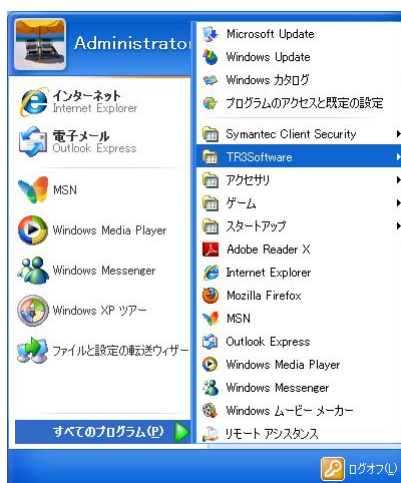 Administrato
インターネット
Internet Explorer
電子メール
Outlook Express
MSN
Windows Media Player
Windows Messenger
Windows XP ツアー
ファイルと設定の転送ウィザー
すべてのプログラム(P)
Microsoft Update
Windows Update
Windows カタログ
プログラムのアクセスと既定の設定
Symantec Client Security
TR3Software
アクセサリ
ゲーム
スタートアップ
Adobe Reader X
Internet Explorer
Mozilla Firefox
MSN
Outlook Express
Windows Media Player
Windows Messenger
Windows ムービー メーカー
リモート アシスタンス
ログオフ(L)